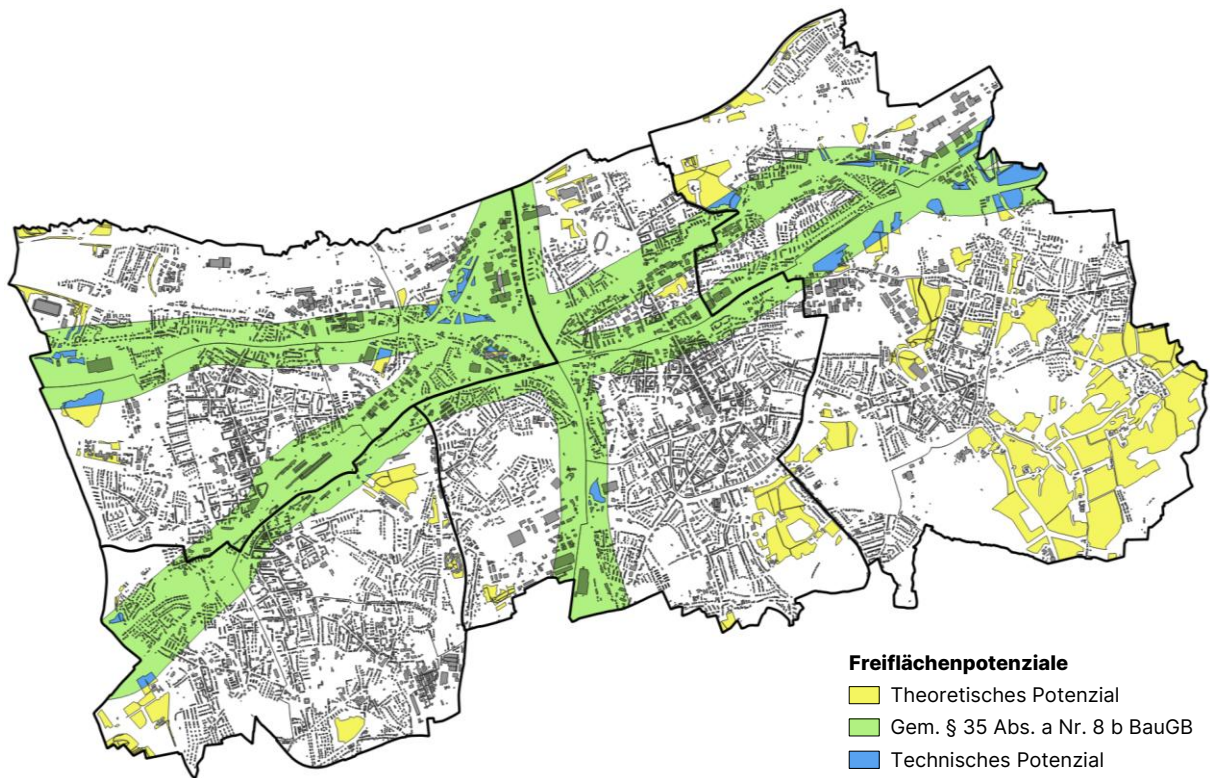 Freiflächenpotenziale
Theoretisches Potenzial
Gem. § 35 Abs. a Nr. 8 b BauGB
Technisches Potenzial